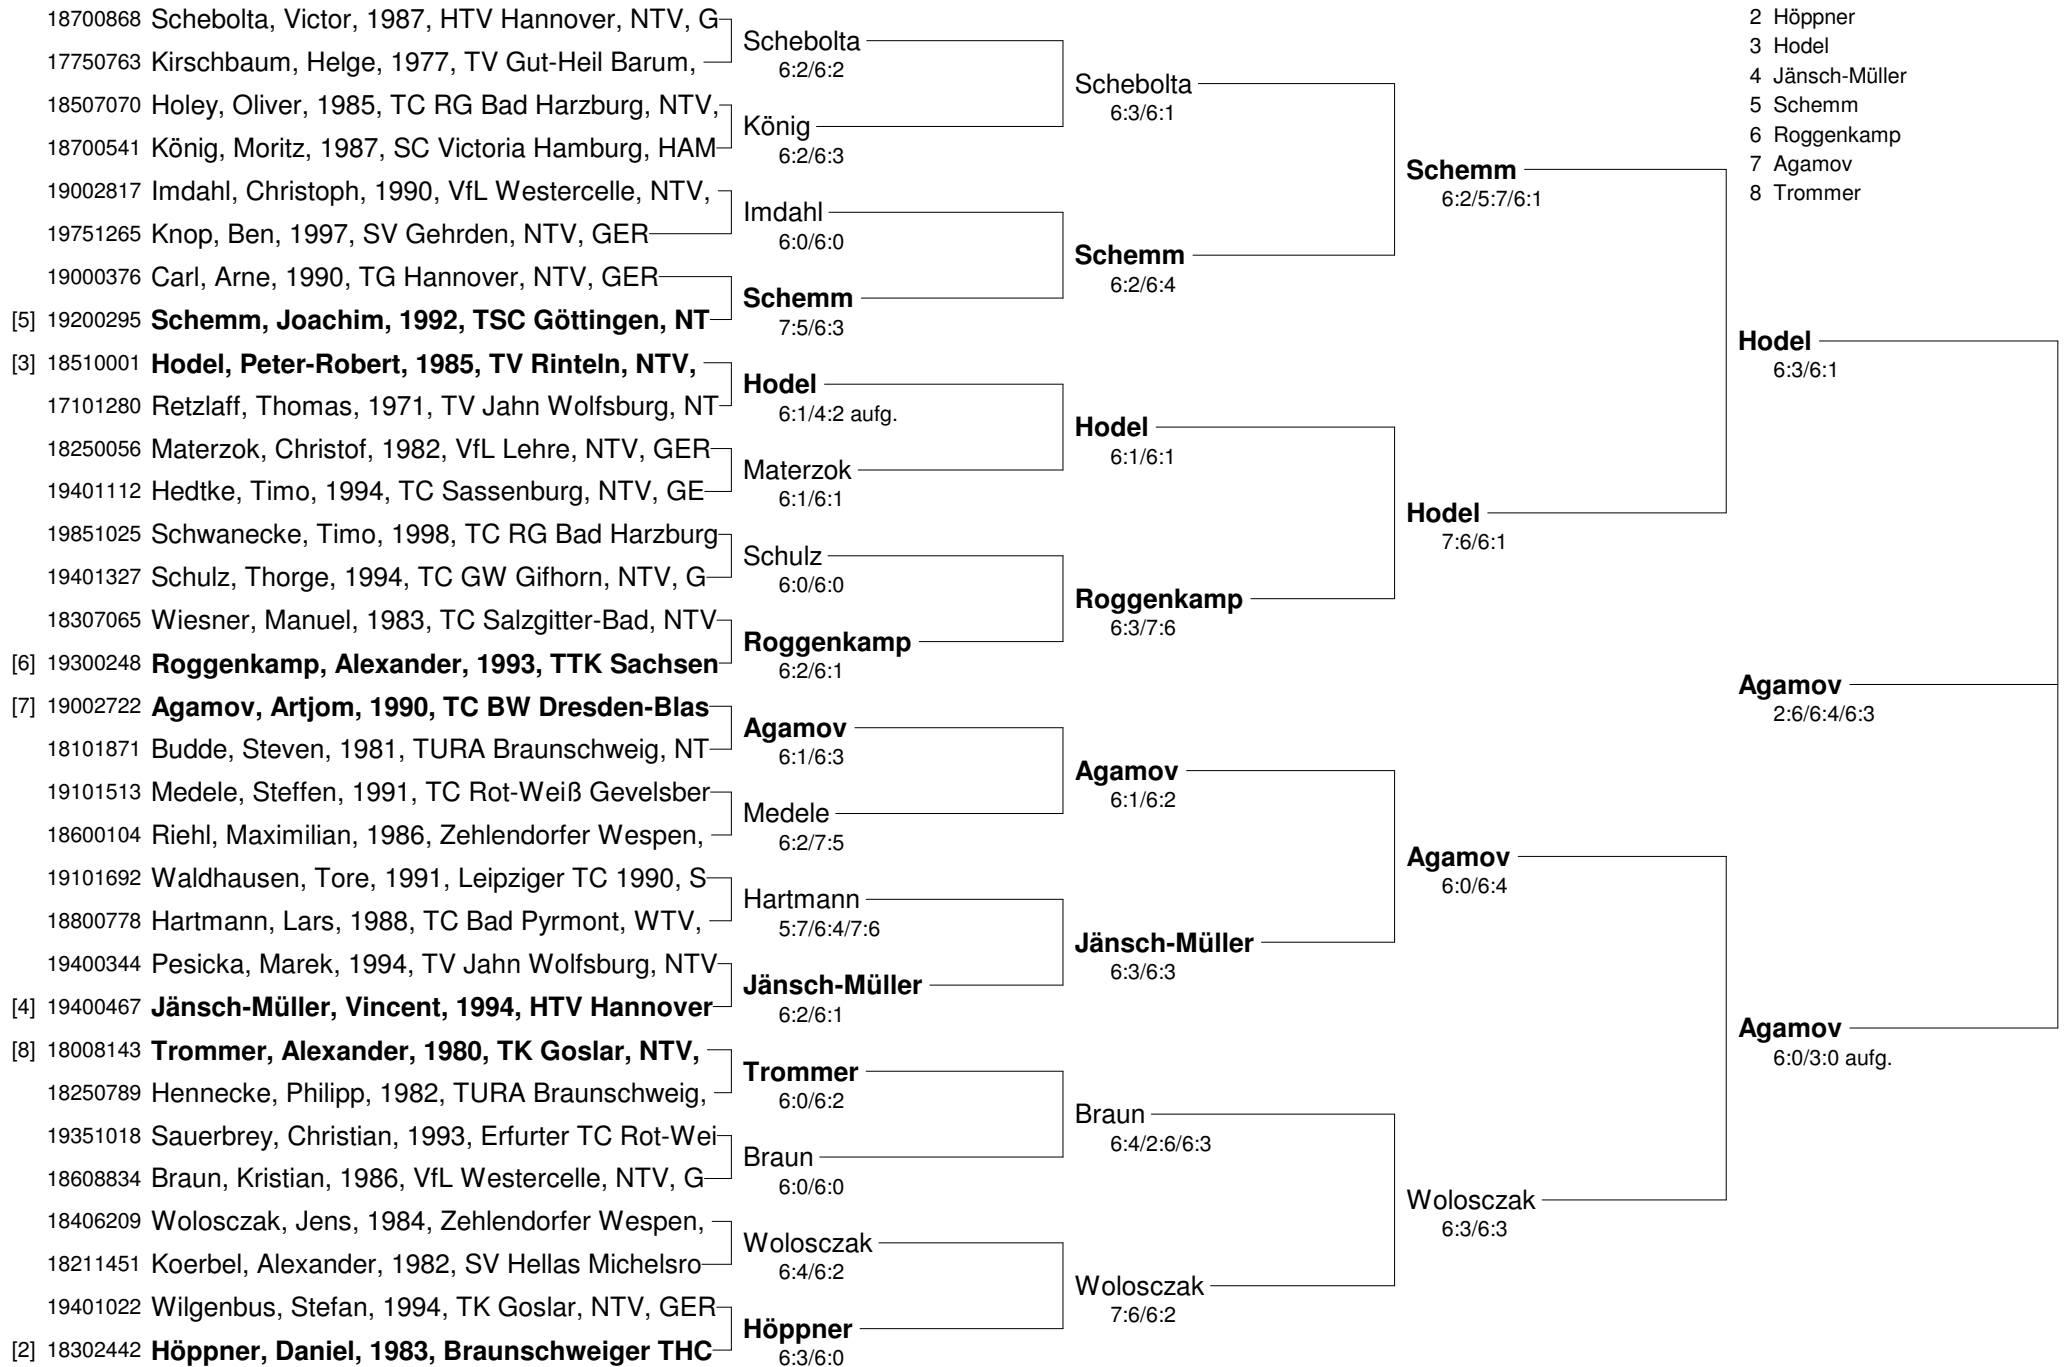 18700868 Schebolta, Victor, 1987, HTV Hannover, NTV, G
17750763 Kirschbaum, Helge, 1977, TV Gut-Heil Barum,
18507070 Holey, Oliver, 1985, TC RG Bad Harzburg, NTV,
18700541 König, Moritz, 1987, SC Victoria Hamburg, HAM
19002817 Imdahl, Christoph, 1990, VfL Westercelle, NTV,
19751265 Knop, Ben, 1997, SV Gehrden, NTV, GER
19000376 Carl, Arne, 1990, TG Hannover, NTV, GER
[5] 19200295 Schemm, Joachim, 1992, TSC Göttingen, NT
[3] 18510001 Hodel, Peter-Robert, 1985, TV Rinteln, NTV,
17101280 Retzlaff, Thomas, 1971, TV Jahn Wolfsburg, NT
18250056 Materzok, Christof, 1982, VfL Lehre, NTV, GER
19401112 Hedtke, Timo, 1994, TC Sassenburg, NTV, GE
19851025 Schwanecke, Timo, 1998, TC RG Bad Harzburg
19401327 Schulz, Thorge, 1994, TC GW Gifhorn, NTV, G
18307065 Wiesner, Manuel, 1983, TC Salzgitter-Bad, NTV
[6] 19300248 Roggenkamp, Alexander, 1993, TTK Sachsen
[7] 19002722 Agamov, Artjom, 1990, TC BW Dresden-Blas
18101871 Budde, Steven, 1981, TURA Braunschweig, NT
19101513 Medele, Steffen, 1991, TC Rot-Weiß Gevelsber
18600104 Riehl, Maximilian, 1986, Zehlendorfer Wespen,
19101692 Waldhausen, Tore, 1991, Leipziger TC 1990, S
18800778 Hartmann, Lars, 1988, TC Bad Pyrmont, WTV,
19400344 Pesicka, Marek, 1994, TV Jahn Wolfsburg, NTV
[4] 19400467 Jänsch-Müller, Vincent, 1994, HTV Hannover
[8] 18008143 Trommer, Alexander, 1980, TK Goslar, NTV,
18250789 Hennecke, Philipp, 1982, TURA Braunschweig,
19351018 Sauerbrey, Christian, 1993, Erfurter TC Rot-Wei
18608834 Braun, Kristian, 1986, VfL Westercelle, NTV, G
18406209 Wolosczak, Jens, 1984, Zehlendorfer Wespen,
18211451 Koerbel, Alexander, 1982, SV Hellas Michelsro
19401022 Wilgenbus, Stefan, 1994, TK Goslar, NTV, GER
[2] 18302442 Höppner, Daniel, 1983, Braunschweiger THC
Schebolta
6:2/6:2
König
6:2/6:3
Imdahl
6:0/6:0
Schemm
7:5/6:3
Hodel
6:1/4:2 aufg.
Materzok
6:1/6:1
Schulz
6:0/6:0
Roggenkamp
6:2/6:1
Agamov
6:1/6:3
Medele
6:2/7:5
Hartmann
5:7/6:4/7:6
Jänsch-Müller
6:2/6:1
Trommer
6:0/6:2
Braun
6:0/6:0
Wolosczak
6:4/6:2
Höppner
6:3/6:0
Schebolta
6:3/6:1
Schemm
6:2/6:4
Hodel
6:1/6:1
Roggenkamp
6:3/7:6
Agamov
6:1/6:2
Jänsch-Müller
6:3/6:3
Braun
6:4/2:6/6:3
Wolosczak
7:6/6:2
Schemm
6:2/5:7/6:1
Hodel
7:6/6:1
Agamov
6:0/6:4
Wolosczak
6:3/6:3
2 Höppner
3 Hodel
4 Jänsch-Müller
5 Schemm
6 Roggenkamp
7 Agamov
8 Trommer
Hodel
6:3/6:1
Agamov
2:6/6:4/6:3
Agamov
6:0/3:0 aufg.